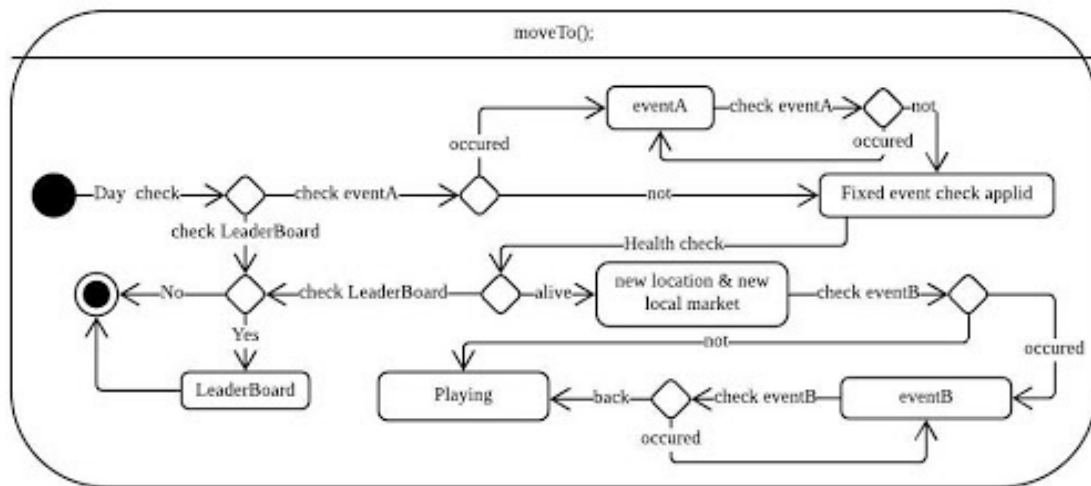 moveTo();
eventA
check eventA
not
occured
occured
Day check
check eventA
not
Fixed event check applid
check LeaderBoard
Health check
No
check LeaderBoard
alive
new location & new
local market
check eventB
Yes
not
occured
LeaderBoard
Playing
back
check eventB
eventB
occured